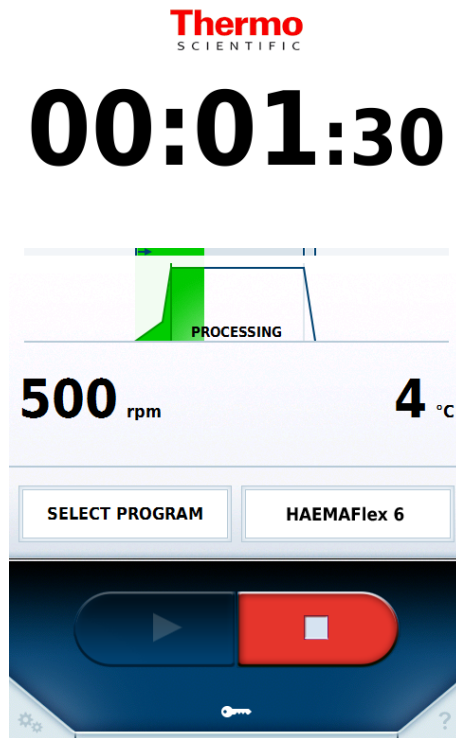 Thermo
SCIENTIFIC
00:01:30
PROCESSING
500 rpm
4 °C
SELECT PROGRAM
HAEMAFlex 6
?